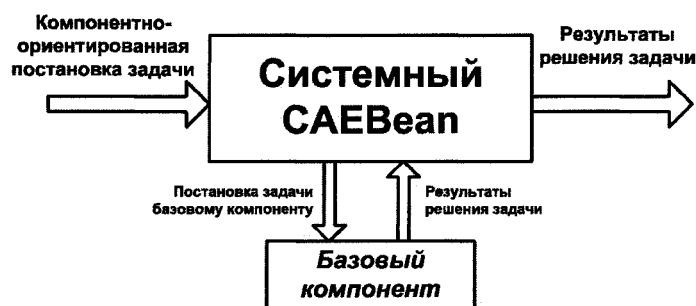 Компонентно-
ориентированная
постановка задачи
Результаты
решения задачи
Системный
CAEBean
Постановка задачи
базовому компоненту
Результаты
решения задачи
Базовый
компонент